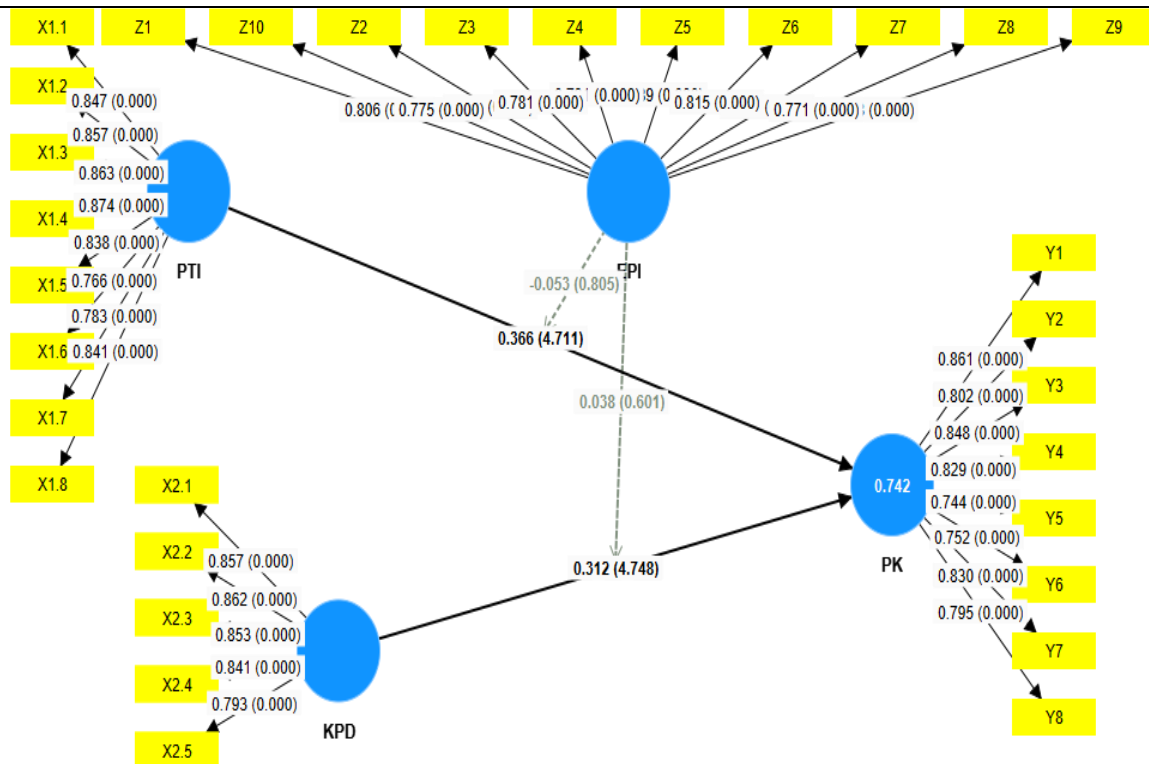 X1.1 Z1 Z10 Z2 Z3 Z4 Z5 Z6 Z7 Z8 Z9
X1.2
X1.3
X1.4
X1.5
X1.6
X1.7
X1.8
0.847 (0.000)
0.857 (0.000)
0.863 (0.000)
0.874 (0.000)
0.838 (0.000)
0.766 (0.000)
0.783 (0.000)
0.841 (0.000)
PTI
0.806 0.775 (0.000) 0.781 (0.000) (0.000) 0.815 (0.000) 0.771 (0.000) (0.000)
EPI
-0.053 (0.805)
0.366 (4.711)
0.038 (0.601)
0.312 (4.748)
Y1
Y2
Y3
Y4
Y5
Y6
Y7
Y8
0.861 (0.000)
0.802 (0.000)
0.848 (0.000)
0.829 (0.000)
0.744 (0.000)
0.752 (0.000)
0.830 (0.000)
0.795 (0.000)
0.742
PK
X2.1
X2.2
X2.3
X2.4
X2.5
0.857 (0.000)
0.862 (0.000)
0.853 (0.000)
0.841 (0.000)
0.793 (0.000)
KPD